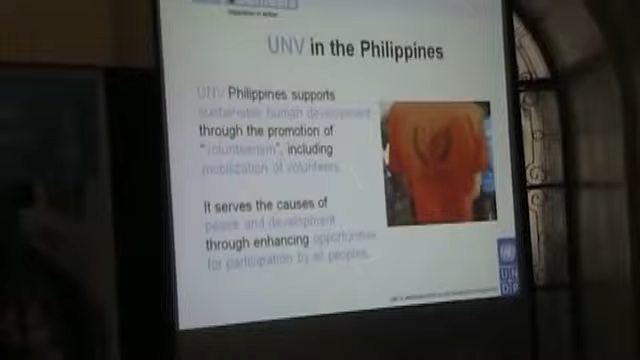 UNV in the Philippines
UNV Philippines supports
sustainable human development
through the promotion of
"volunteerism", including
mobilization of volunteers.
It serves the causes of
peace and development
through enhancing opportunities
for participation by all peoples.
UN
DP